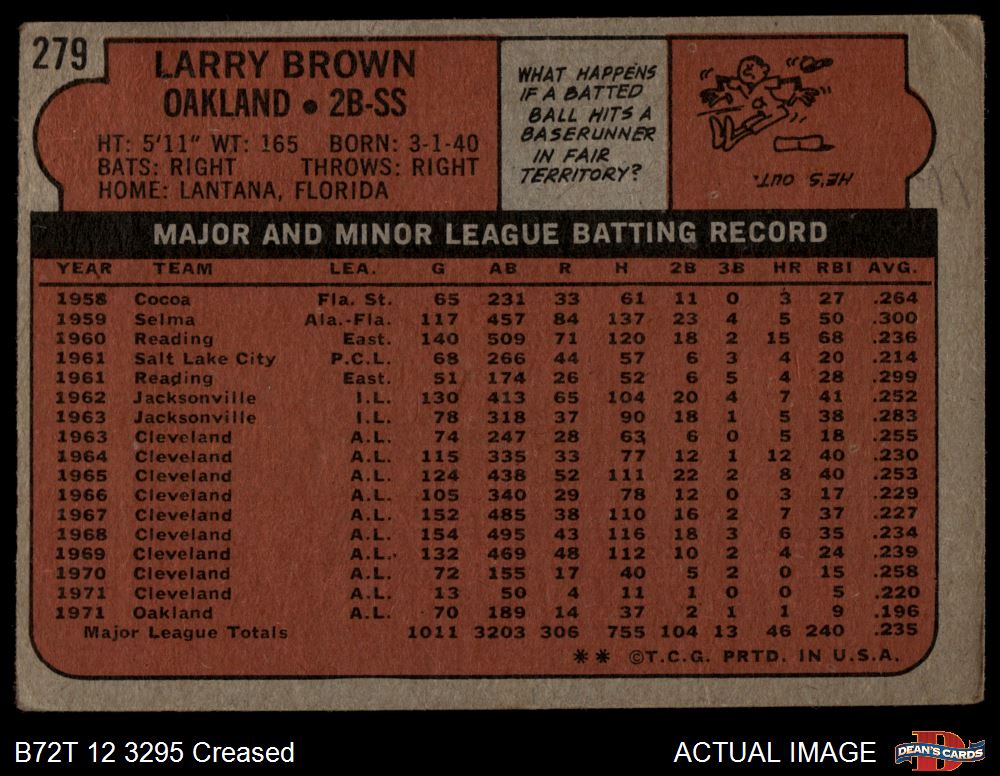 279
LARRY BROWN
OAKLAND • 2B-SS
HT: 5'11" WT: 165 BORN: 3-1-40
BATS: RIGHT THROWS: RIGHT
HOME: LANTANA, FLORIDA
WHAT HAPPENS
IF A BATTED
BALL HITS A
BASERUNNER
IN FAIR
TERRITORY?
HE'S OUT.
MAJOR AND MINOR LEAGUE BATTING RECORD
YEAR TEAM LEA. G AB R H 2B 3B HR RBI AVG.
1958 Cocoa Fla. St. 65 231 33 61 11 0 3 27 .264
1959 Selma Ala.-Fla. 117 457 84 137 23 4 5 50 .300
1960 Reading East. 140 509 71 120 18 2 15 68 .236
1961 Salt Lake City P.C.L. 68 266 44 57 6 3 4 20 .214
1961 Reading East. 51 174 26 52 6 5 4 28 .299
1962 Jacksonville I.L. 130 413 65 104 20 4 7 41 .252
1963 Jacksonville I.L. 78 318 37 90 18 1 5 38 .283
1963 Cleveland A.L. 74 247 28 63 6 0 5 18 .255
1964 Cleveland A.L. 115 335 33 77 12 1 12 40 .230
1965 Cleveland A.L. 124 438 52 111 22 2 8 40 .253
1966 Cleveland A.L. 105 340 29 78 12 0 3 17 .229
1967 Cleveland A.L. 152 485 38 110 16 2 7 37 .227
1968 Cleveland A.L. 154 495 43 116 18 3 6 35 .234
1969 Cleveland A.L. 132 469 48 112 10 2 4 24 .239
1970 Cleveland A.L. 72 155 17 40 5 2 0 15 .258
1971 Cleveland A.L. 13 50 4 11 1 0 0 5 .220
1971 Oakland A.L. 70 189 14 37 2 1 1 9 .196
Major League Totals 1011 3203 306 755 104 13 46 240 .235
** ©T.C.G. PRTD. IN U.S.A.
B72T 12 3295 Creased
ACTUAL IMAGE
DEAN'S CARDS